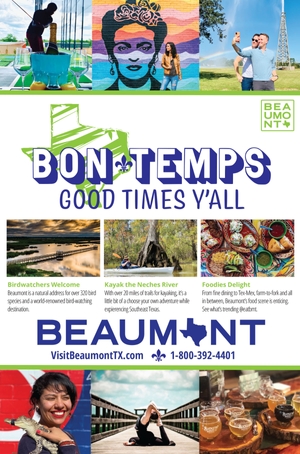 BEA
UMO
NT
BON TEMPS
GOOD TIMES Y'ALL
Birdwatchers Welcome
Beaumont is a natural address for over 320 bird
species and a world-renowned bird-watching
destination.
Kayak the Neches River
With over 20 miles of trails for kayaking, it's a
little bit of a choose your own adventure while
experiencing Southeast Texas.
Foodies Delight
From fine dining to Tex-Mex, farm-to-fork and all
in between, Beaumont's food scene is enticing.
See what's trending @eatbmt.
BEAUMONT
VisitBeaumontTX.com 1-800-392-4401